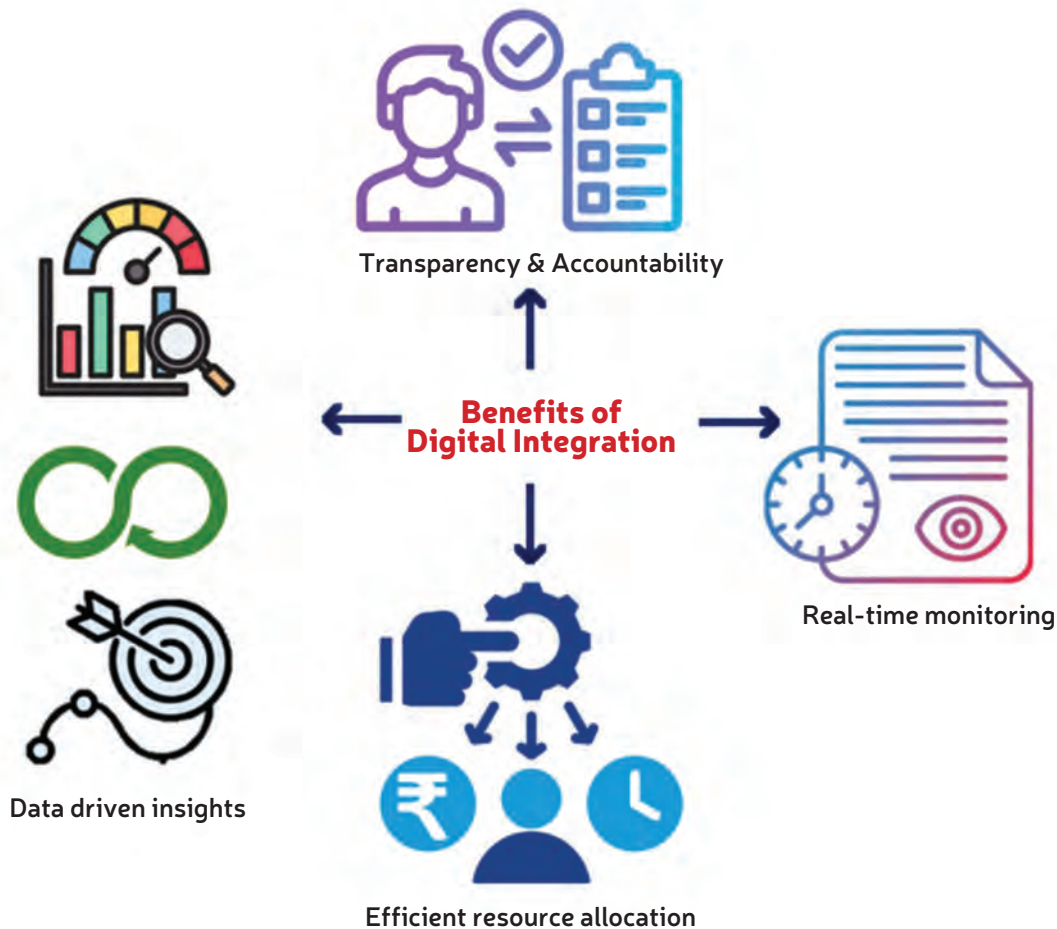 Transparency & Accountability
Benefits of
Digital Integration
Real-time monitoring
Data driven insights
₹
Efficient resource allocation